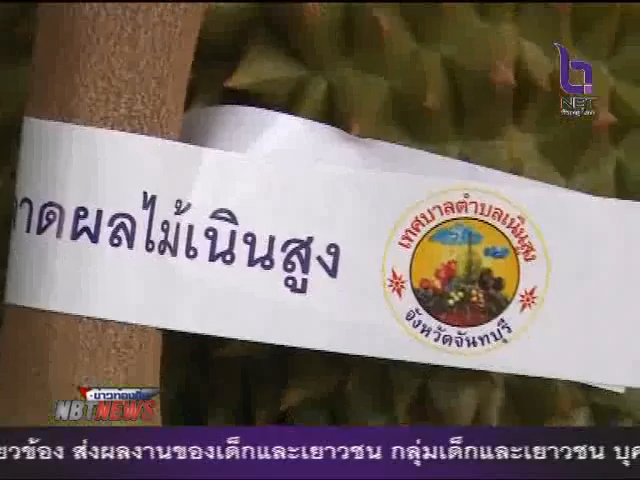 NBT
าดผลไม้เนินสูง
เทศบาลตำบลเนินสูง
จังหวัดจันทบุรี
ข่าวท้องถิ่น
NBTNEWS
ยวข้อง ส่งผลงานของเด็กและเยาวชน กลุ่มเด็กและเยาวชน บุค